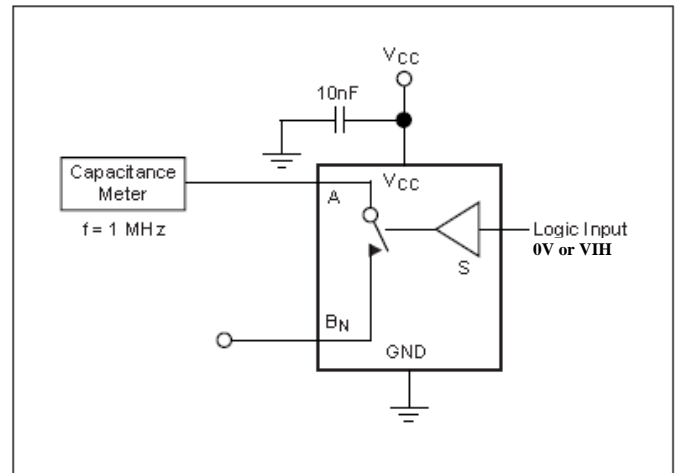 VCC
10nF
Capacitance
Meter
f = 1 MHz
VCC
A
Logic Input
0V or VIH
S
BN
GND